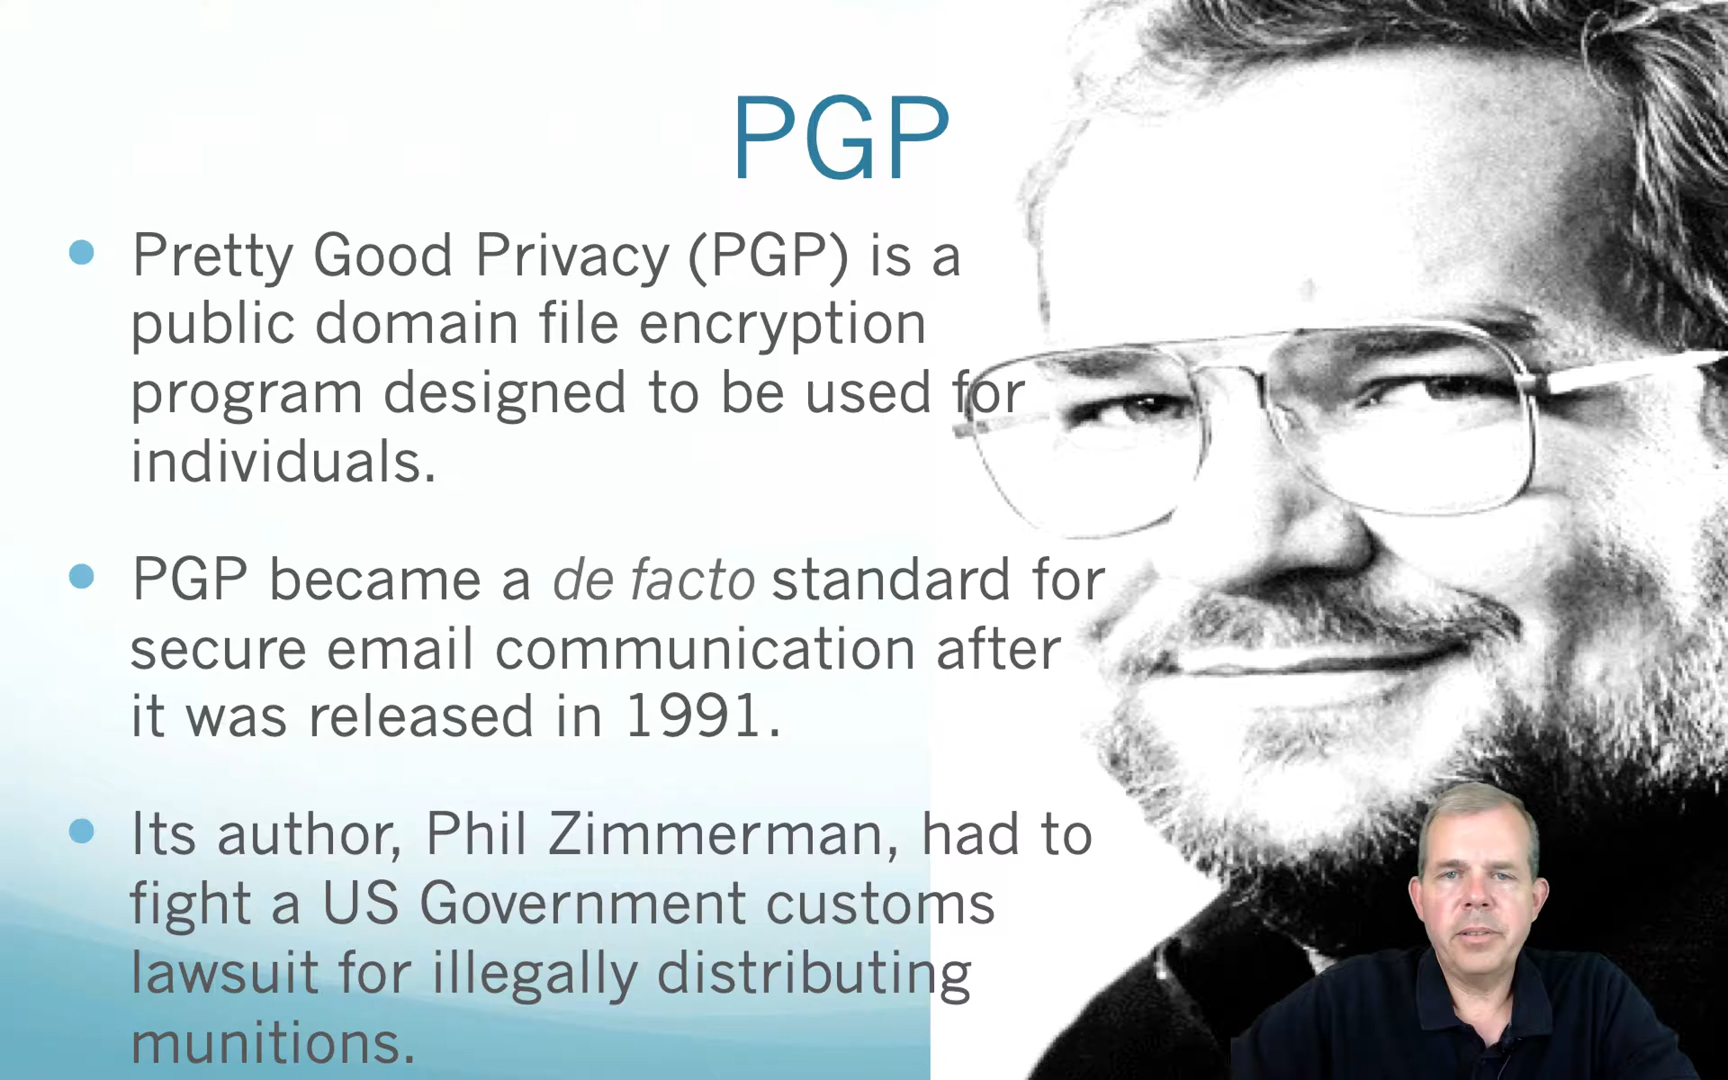 PGP
Pretty Good Privacy (PGP) is a
public domain file encryption
program designed to be used for
individuals.
PGP became a de facto standard for
secure email communication after
it was released in 1991.
Its author, Phil Zimmerman, had to
fight a US Government customs
lawsuit for illegally distributing
munitions.